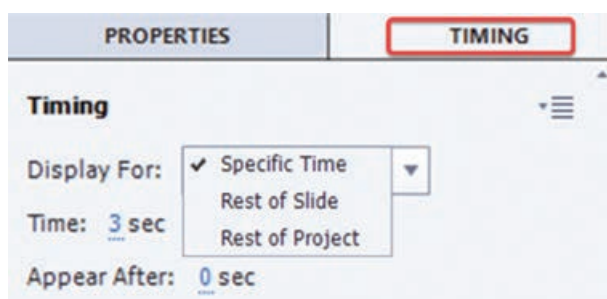 PROPERTIES TIMING
Timing
Display For: ✔ Specific Time
Rest of Slide
Time: 3 sec
Rest of Project
Appear After: 0 sec